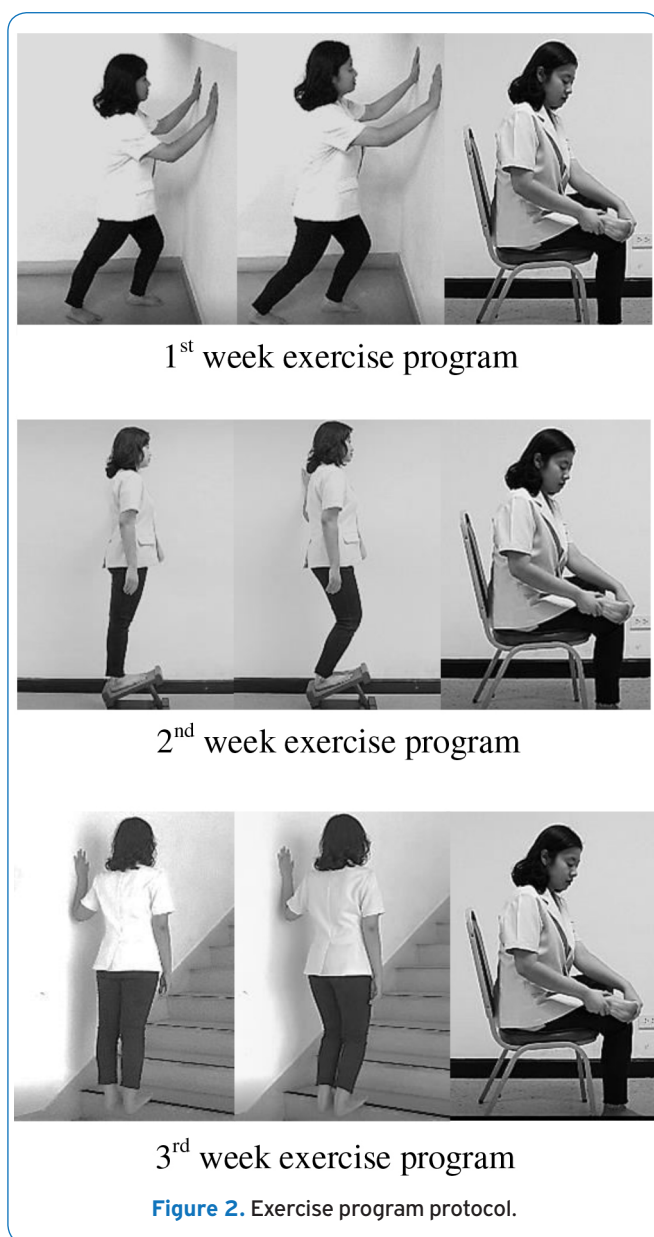 1st week exercise program
2nd week exercise program
3rd week exercise program
Figure 2. Exercise program protocol.